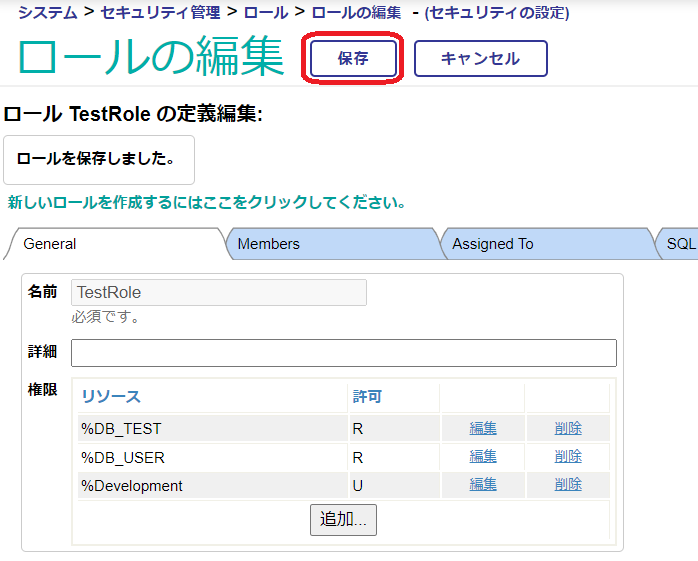 システム > セキュリティ管理 > ロール > ロールの編集 - (セキュリティの設定)
ロールの編集 保存 キャンセル
ロール TestRole の定義編集:
ロールを保存しました。
新しいロールを作成するにはここをクリックしてください。
General Members Assigned To SQL
名前 TestRole
必須です。
詳細
権限 リソース 許可
%DB_TEST R 編集 削除
%DB_USER R 編集 削除
%Development U 編集 削除
追加...